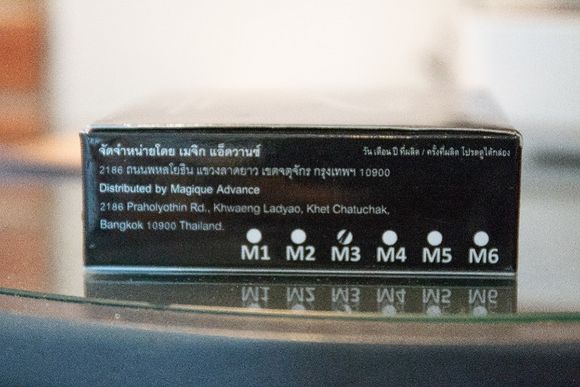 จัดจำหน่ายโดย เมจิก แอ็ดวานซ์
วัน เดือน ปี ที่ผลิต / ครั้งที่ผลิต โปรดดูใต้กล่อง
2186 ถนนพหลโยธิน แขวงลาดยาว เขตจตุจักร กรุงเทพฯ 10900
Distributed by Magique Advance
2186 Praholyothin Rd., Khwaeng Ladyao, Khet Chatuchak,
Bangkok 10900 Thailand.
M1 M2 M3 M4 M5 M6